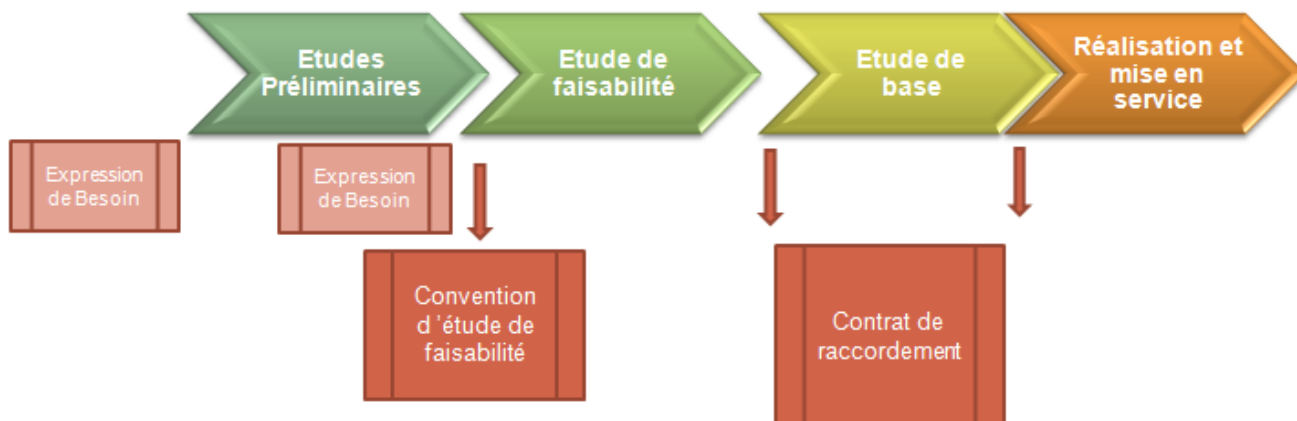 Etudes
Préliminaires
Etude de
faisabilité
Etude de
base
Réalisation et
mise en
service
Expression
de Besoin
Expression
de Besoin
Convention
d 'étude de
faisabilité
Contrat de
raccordement